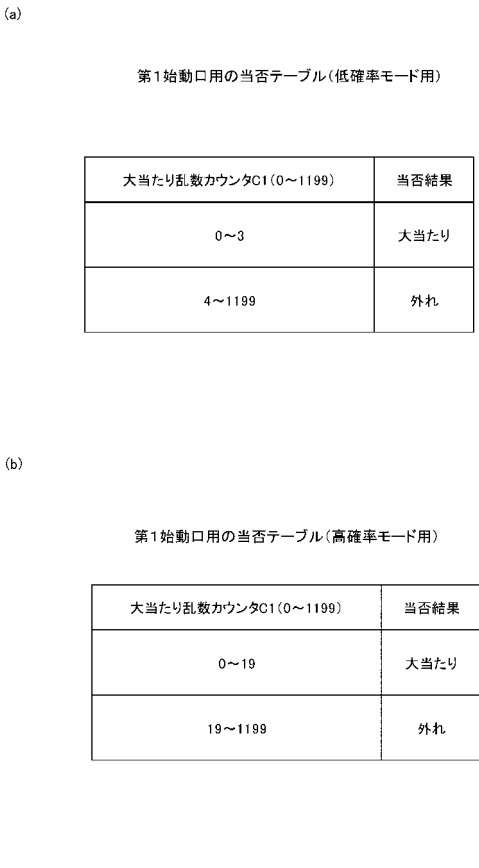 (a)
第1始動口用の当否テーブル(低確率モード用)
大当たり乱数カウンタC1(0～1199) 当否結果
0～3 大当たり
4～1199 外れ
(b)
第1始動口用の当否テーブル(高確率モード用)
大当たり乱数カウンタC1(0～1199) 当否結果
0～19 大当たり
19～1199 外れ